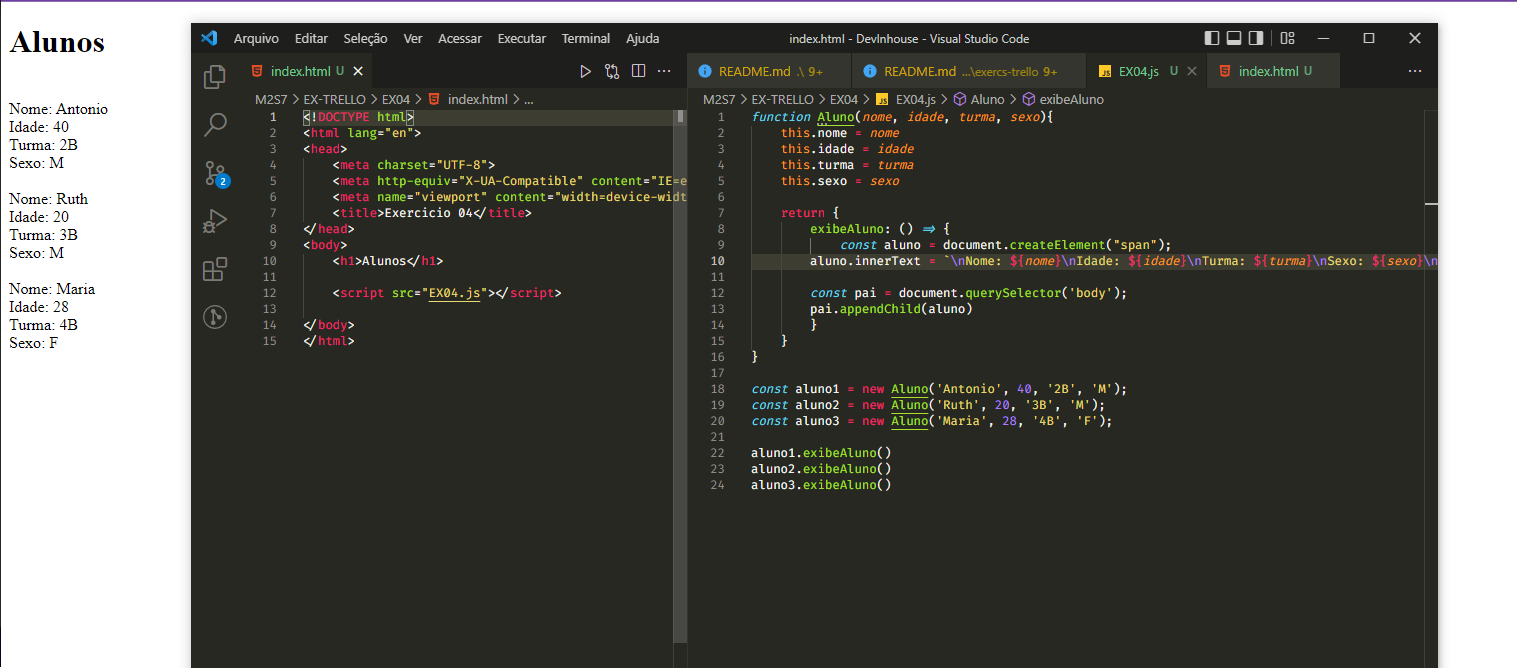 Alunos
Nome: Antonio
Idade: 40
Turma: 2B
Sexo: M
Nome: Ruth
Idade: 20
Turma: 3B
Sexo: M
Nome: Maria
Idade: 28
Turma: 4B
Sexo: F
Arquivo Editar Seleção Ver Acessar Executar Terminal Ajuda index.html - DevInhouse - Visual Studio Code
2
index.html U
M2S7 > EX-TRELLO > EX04 > index.html > ...
1 <!DOCTYPE html>
2 <html lang="en">
3 <head>
4 <meta charset="UTF-8">
5 <meta http-equiv="X-UA-Compatible" content="IE=e
6 <meta name="viewport" content="width=device-widt
7 <title>Exercicio 04</title>
8 </head>
9 <body>
10 <h1>Alunos</h1>
11
12 <script src="EX04.js"></script>
13
14 </body>
15 </html>
README.md .\ 9+ README.md ...\exercs-trello 9+ EX04.js U index.html U
M2S7 > EX-TRELLO > EX04 > JS EX04.js > Aluno > exibeAluno
1 function Aluno(nome, idade, turma, sexo){
2 this.nome = nome
3 this.idade = idade
4 this.turma = turma
5 this.sexo = sexo
6
7 return {
8 exibeAluno: () => {
9 const aluno = document.createElement("span");
10 aluno.innerText = `\nNome: ${nome}\nIdade: ${idade}\nTurma: ${turma}\nSexo: ${sexo}\n
11
12 const pai = document.querySelector('body');
13 pai.appendChild(aluno)
14 }
15 }
16 }
17
18 const aluno1 = new Aluno('Antonio', 40, '2B', 'M');
19 const aluno2 = new Aluno('Ruth', 20, '3B', 'M');
20 const aluno3 = new Aluno('Maria', 28, '4B', 'F');
21
22 aluno1.exibeAluno()
23 aluno2.exibeAluno()
24 aluno3.exibeAluno()